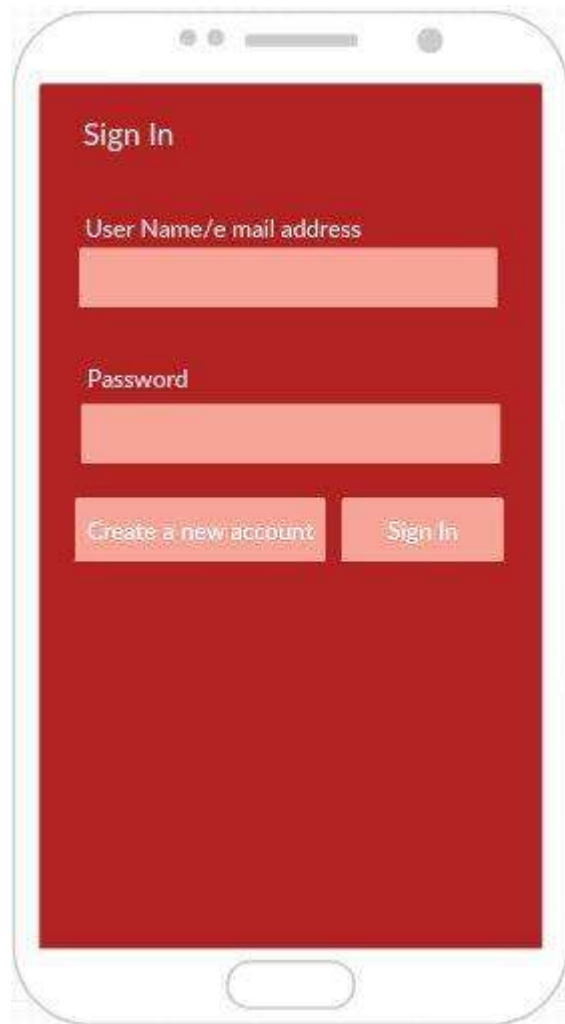 Sign In
User Name/e mail address
Password
Create a new account
Sign In